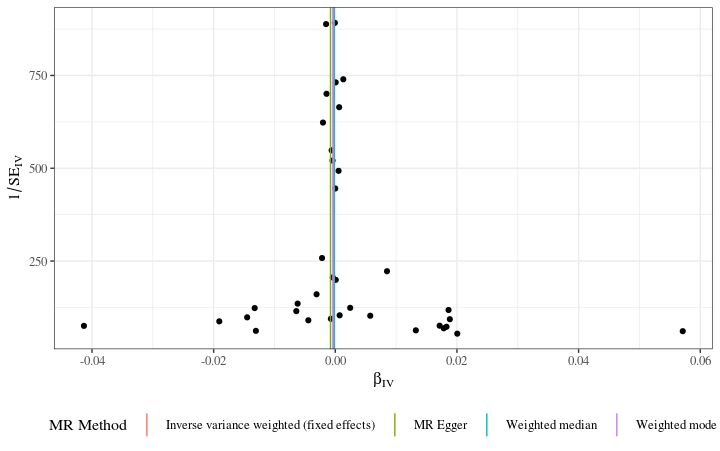 750
500
250
1/SE_IV
-0.04 -0.02 0.00 0.02 0.04 0.06
β_IV
MR Method Inverse variance weighted (fixed effects) MR Egger Weighted median Weighted mode